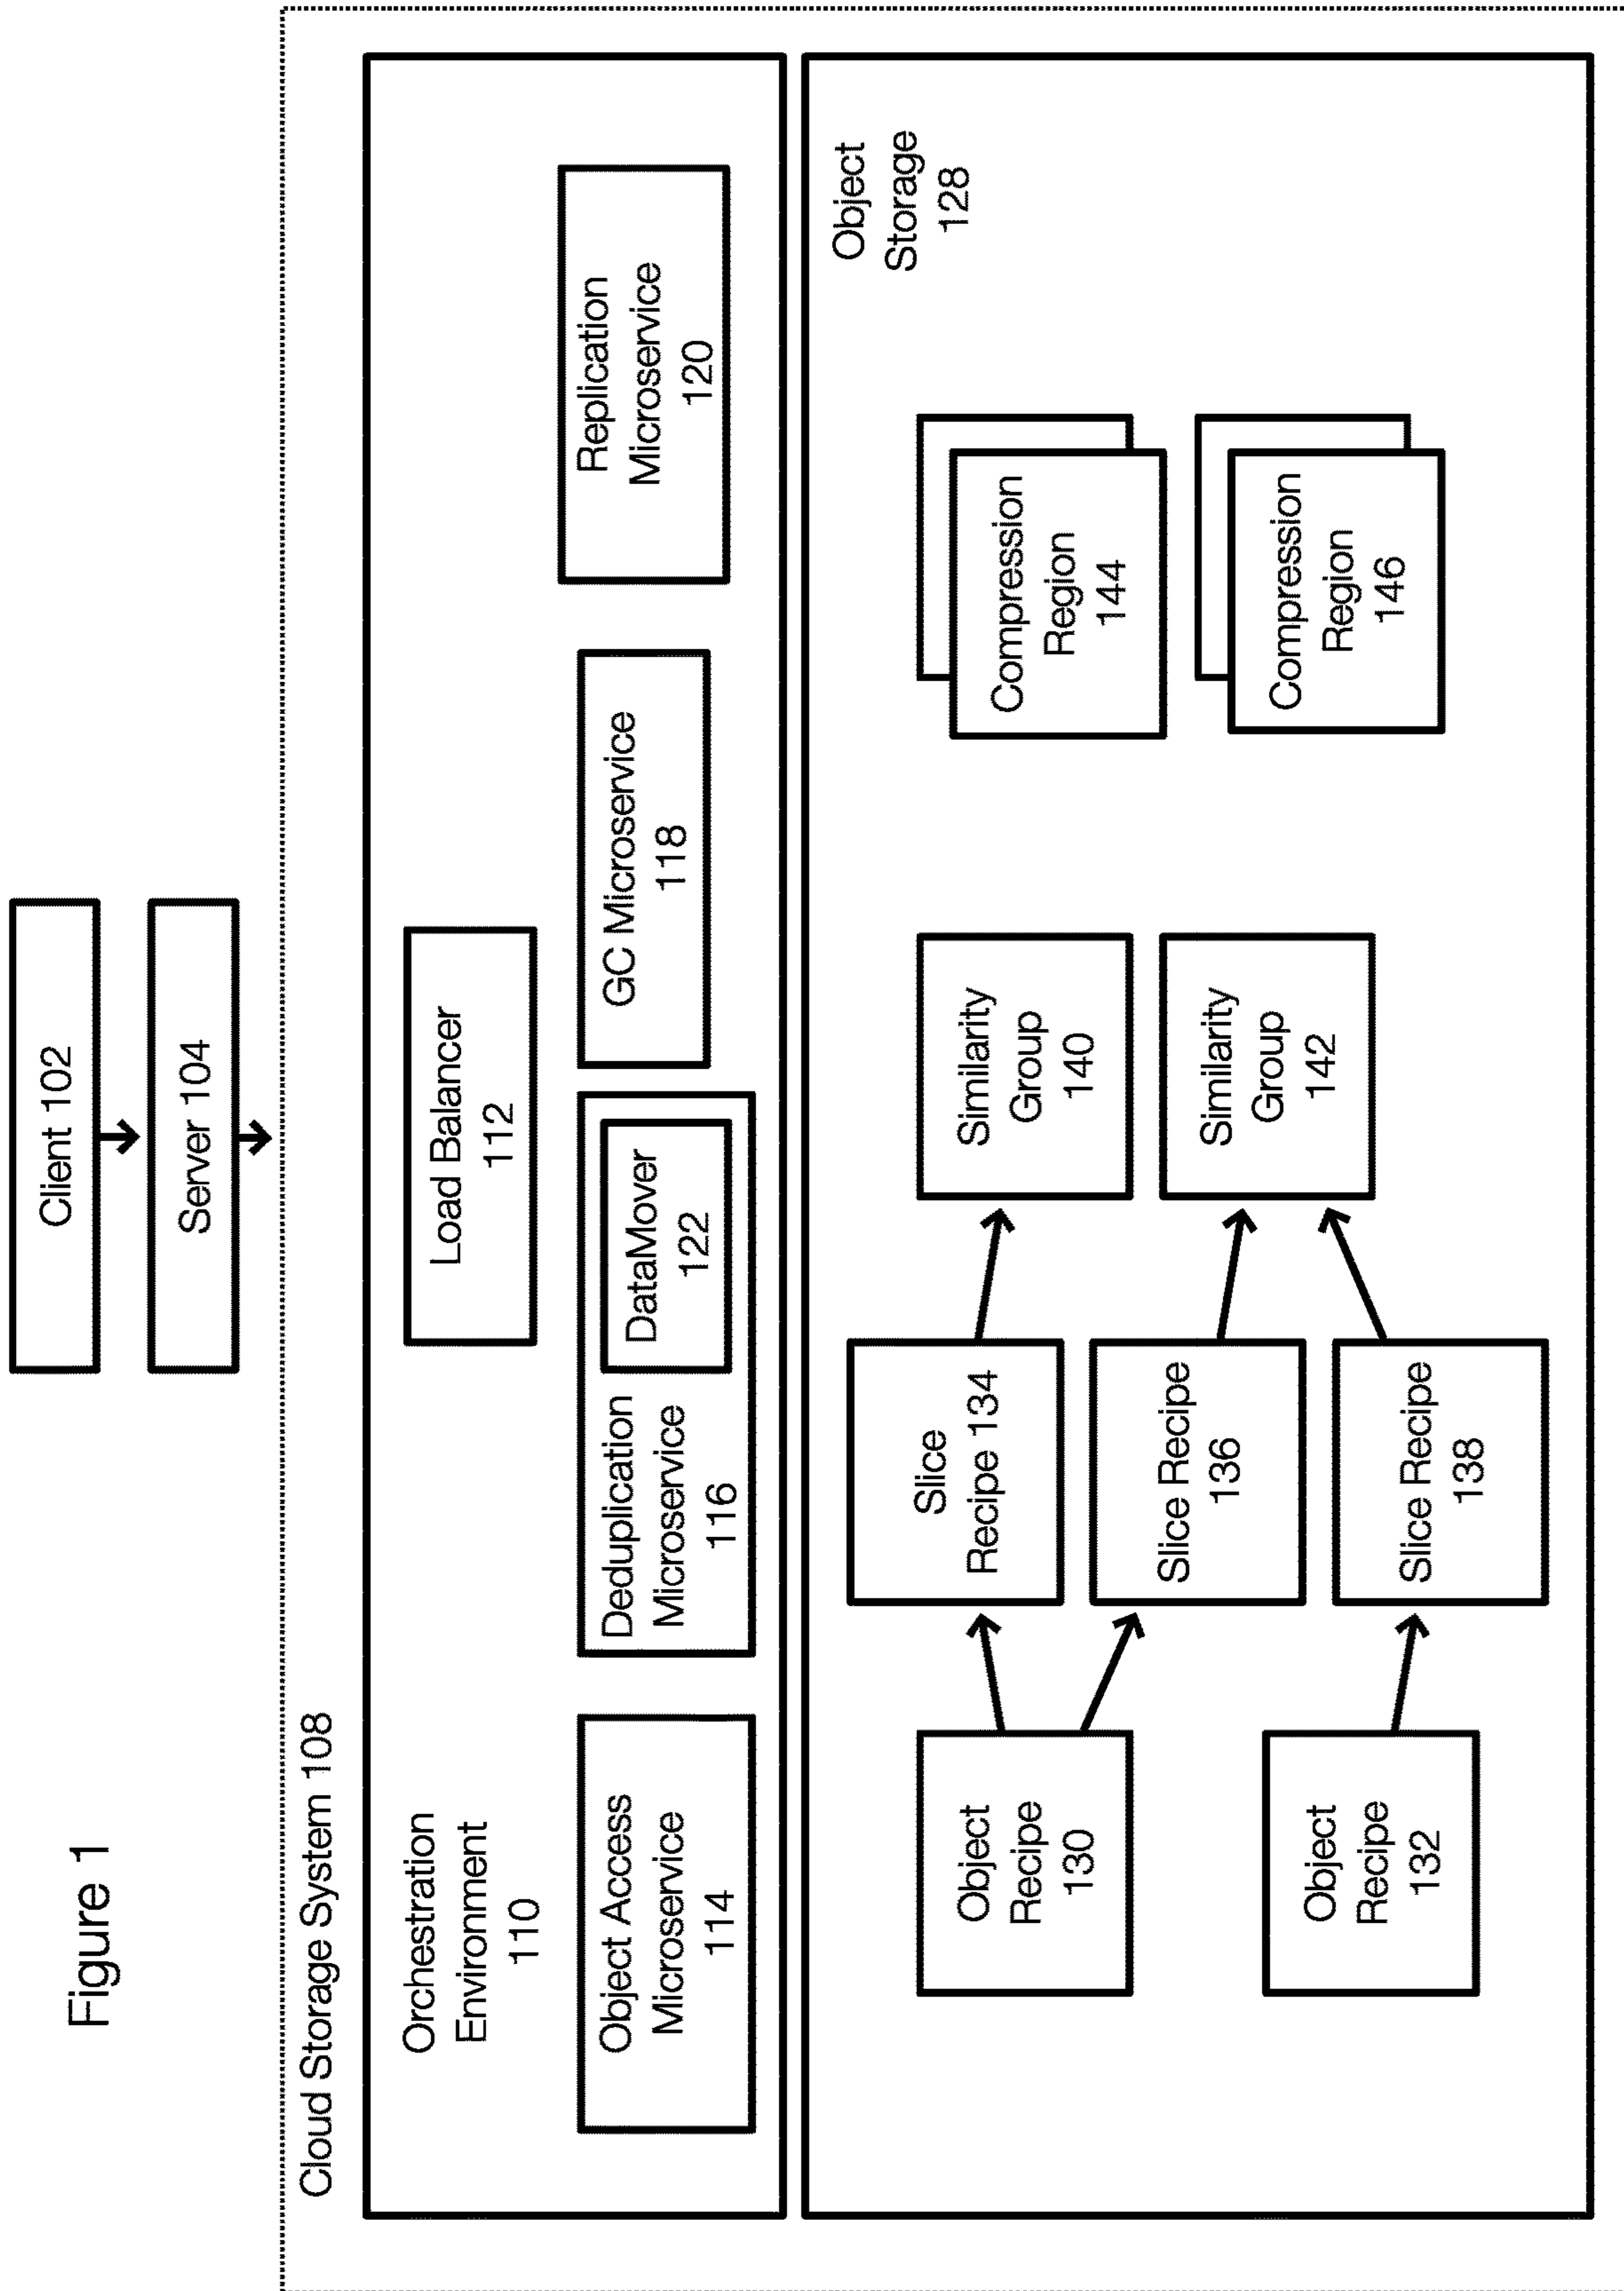 Figure 1
Client 102
Server 104
Cloud Storage System 108
Orchestration
Environment
110
Load Balancer
112
Object Access
Microservice
114
Deduplication
Microservice
116
DataMover
122
GC Microservice
118
Replication
Microservice
120
Object
Storage
128
Object
Recipe
130
Object
Recipe
132
Slice
Recipe 134
Slice Recipe
136
Slice Recipe
138
Similarity
Group
140
Similarity
Group
142
Compression
Region
144
Compression
Region
146